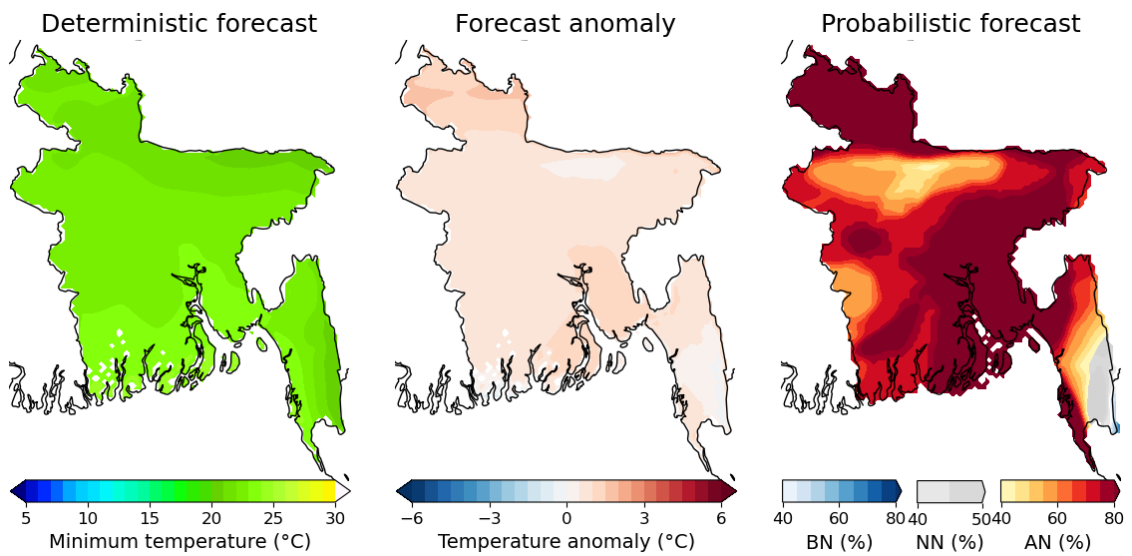 Deterministic forecast
Forecast anomaly
Probabilistic forecast
5 10 15 20 25 30
Minimum temperature (°C)
−6 −3 0 3 6
Temperature anomaly (°C)
40 60 80
BN (%)
40 50
NN (%)
40 60 80
AN (%)